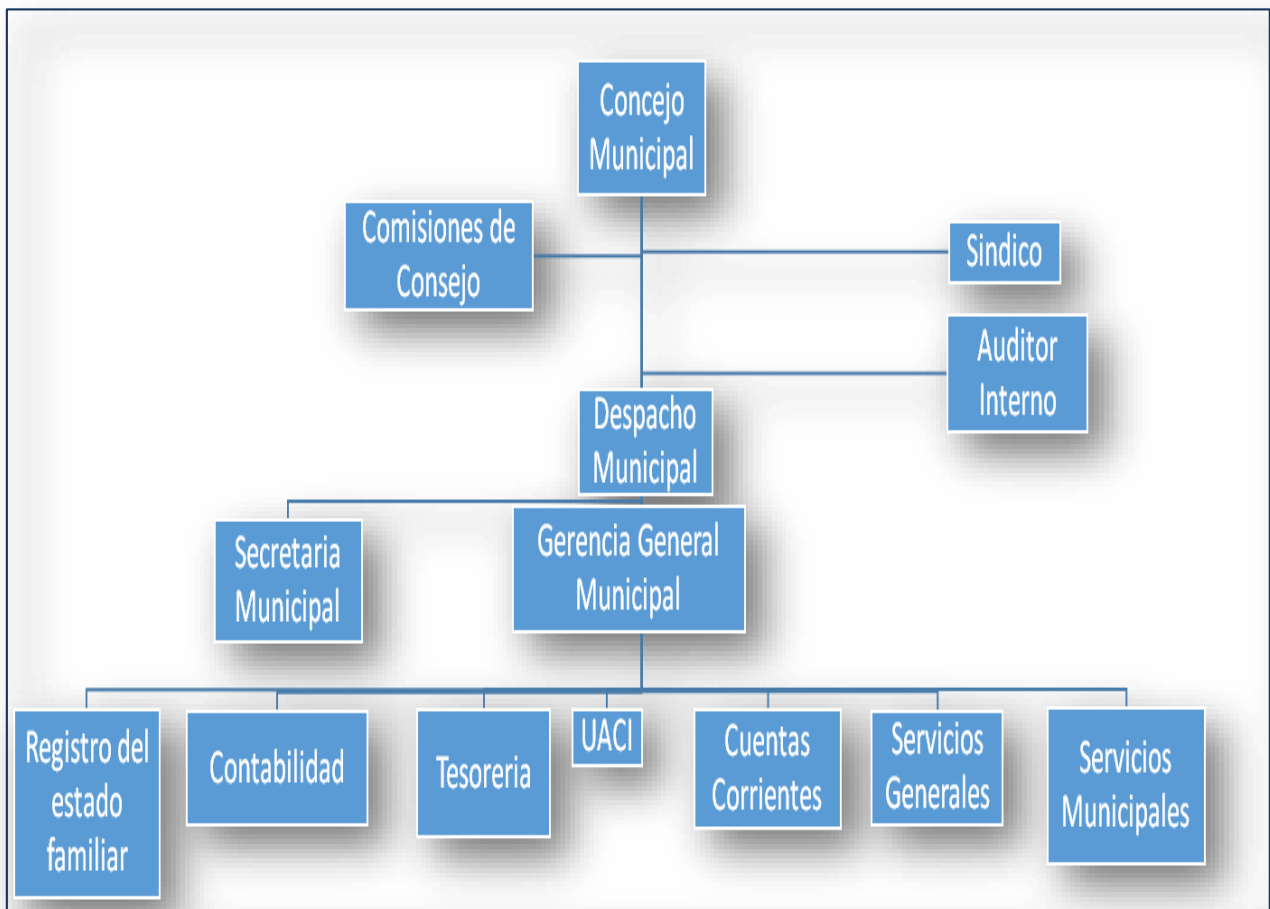 Concejo
Municipal
Comisiones de
Consejo
Sindico
Auditor
Interno
Despacho
Municipal
Secretaria
Municipal
Gerencia General
Municipal
Registro del
estado
familiar
Contabilidad
Tesoreria
UACI
Cuentas
Corrientes
Servicios
Generales
Servicios
Municipales